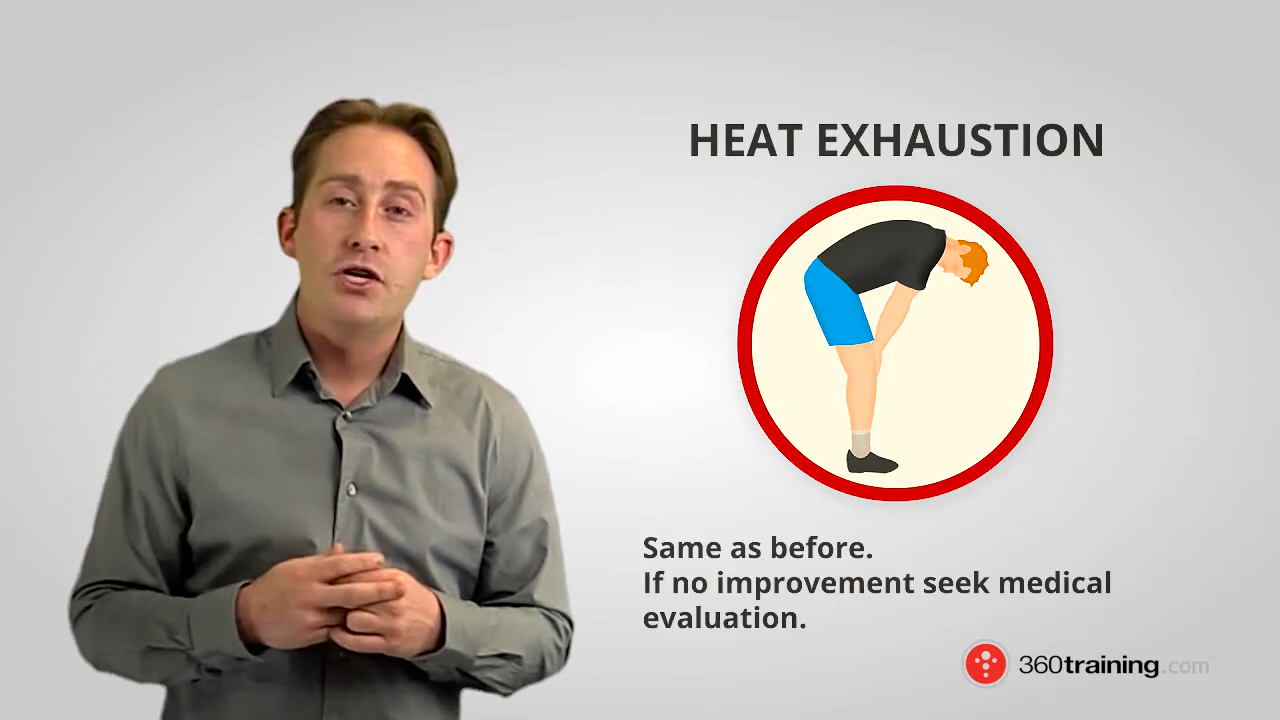 HEAT EXHAUSTION
Same as before.
If no improvement seek medical
evaluation.
360training.com